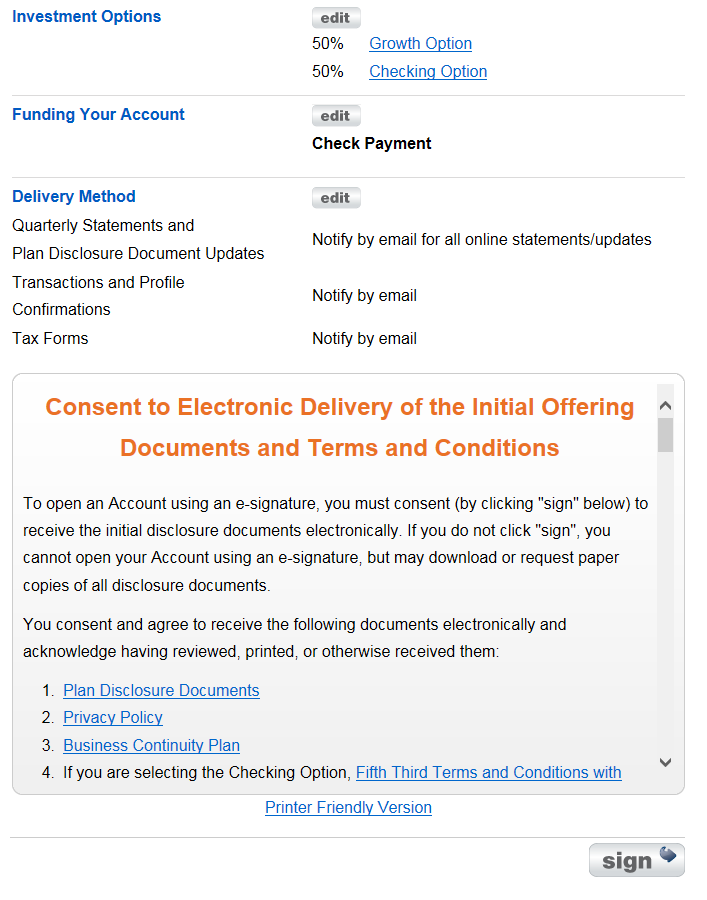 Investment Options
edit
50% Growth Option
50% Checking Option
Funding Your Account
edit
Check Payment
Delivery Method
edit
Quarterly Statements and
Plan Disclosure Document Updates
Notify by email for all online statements/updates
Transactions and Profile
Confirmations
Notify by email
Tax Forms
Notify by email
Consent to Electronic Delivery of the Initial Offering
Documents and Terms and Conditions
To open an Account using an e-signature, you must consent (by clicking "sign" below) to
receive the initial disclosure documents electronically. If you do not click "sign", you
cannot open your Account using an e-signature, but may download or request paper
copies of all disclosure documents.
You consent and agree to receive the following documents electronically and
acknowledge having reviewed, printed, or otherwise received them:
1. Plan Disclosure Documents
2. Privacy Policy
3. Business Continuity Plan
4. If you are selecting the Checking Option, Fifth Third Terms and Conditions with
Printer Friendly Version
sign